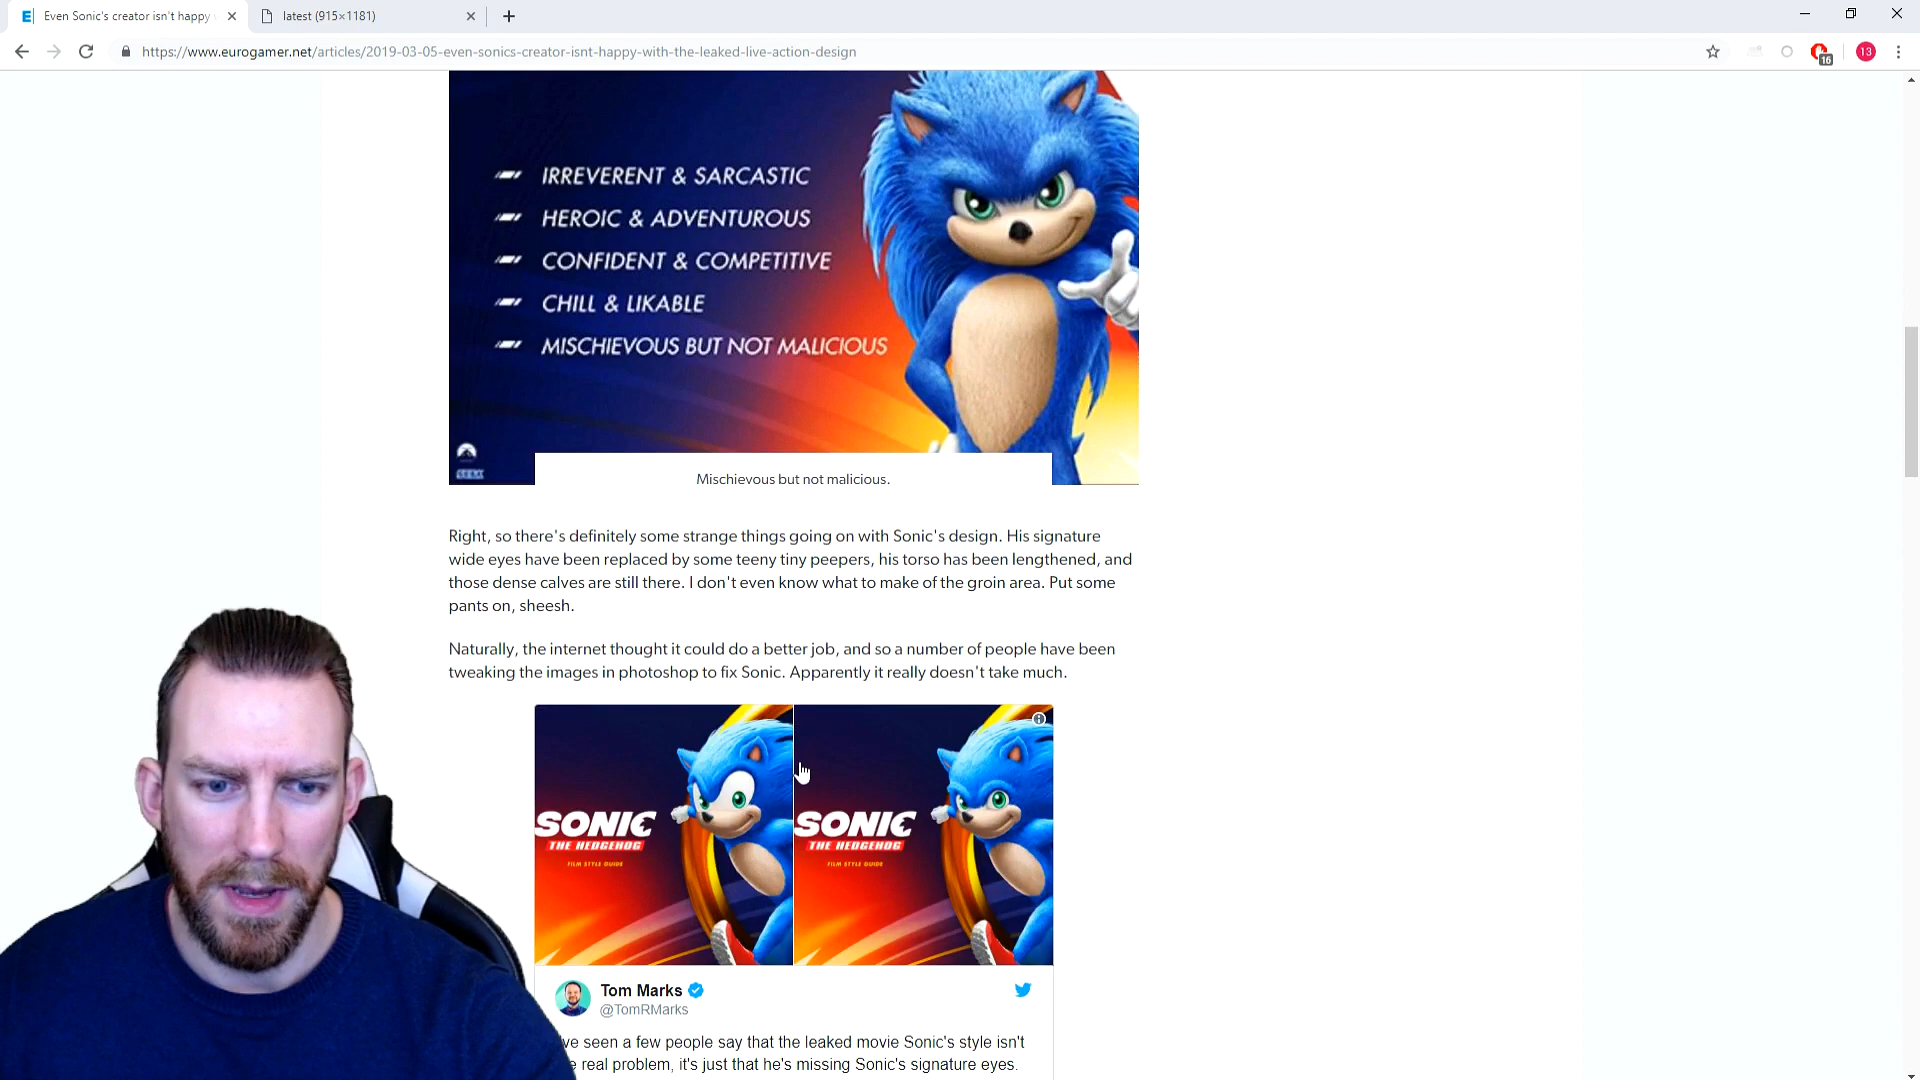 Even Sonic's creator isn't happy
latest (915×1181)
https://www.eurogamer.net/articles/2019-03-05-even-sonics-creator-isnt-happy-with-the-leaked-live-action-design
16
13
IRREVERENT & SARCASTIC
HEROIC & ADVENTUROUS
CONFIDENT & COMPETITIVE
CHILL & LIKABLE
MISCHIEVOUS BUT NOT MALICIOUS
SEGA
Mischievous but not malicious.
Right, so there's definitely some strange things going on with Sonic's design. His signature
wide eyes have been replaced by some teeny tiny peepers, his torso has been lengthened, and
those dense calves are still there. I don't even know what to make of the groin area. Put some
pants on, sheesh.
Naturally, the internet thought it could do a better job, and so a number of people have been
tweaking the images in photoshop to fix Sonic. Apparently it really doesn't take much.
SONIC
THE HEDGEHOG
FILM STYLE GUIDE
SONIC
THE HEDGEHOG
FILM STYLE GUIDE
Tom Marks
@TomRMarks
ve seen a few people say that the leaked movie Sonic's style isn't
real problem, it's just that he's missing Sonic's signature eyes.